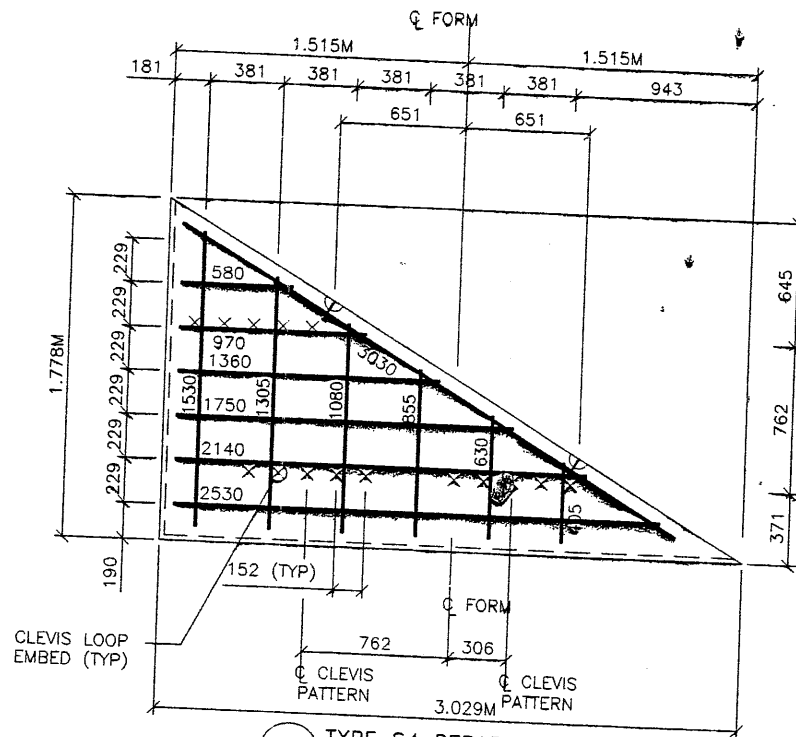 ℄ FORM
1.515M 1.515M
181 381 381 381 381 381 943
651 651
229
229
229
229
229
229
190
1.778M
645
762
371
580
970
1360
1750
2140
2530
3030
1530
1305
1080
855
630
152 (TYP)
℄ FORM
CLEVIS LOOP
EMBED (TYP)
762 306
℄ CLEVIS
PATTERN
℄ CLEVIS
PATTERN
3.029M